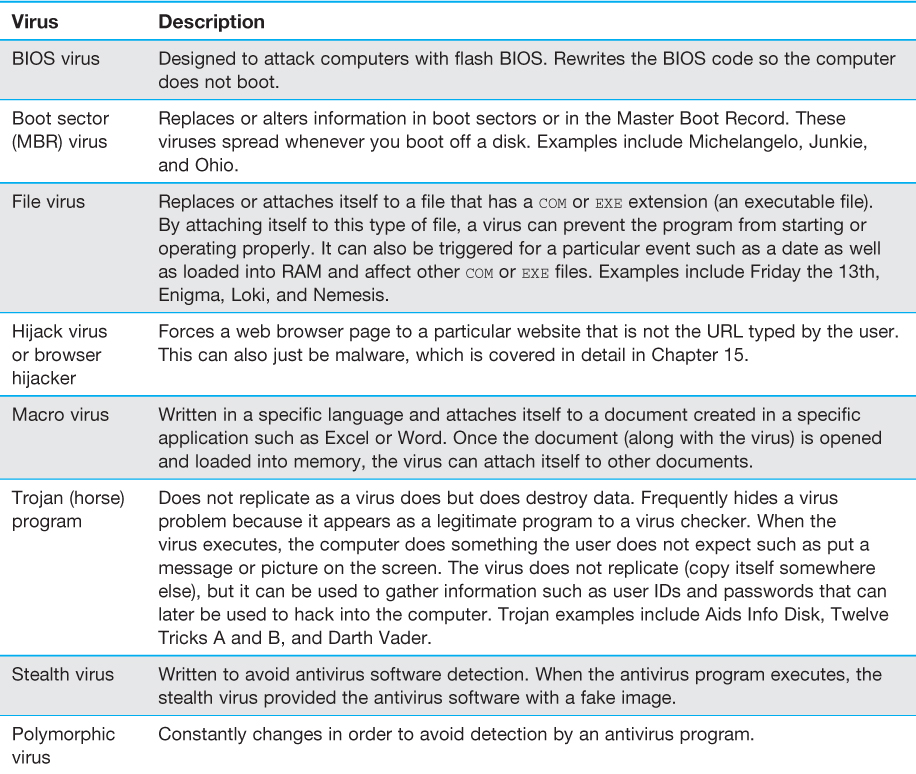 Virus Description
BIOS virus Designed to attack computers with flash BIOS. Rewrites the BIOS code so the computer
does not boot.
Boot sector Replaces or alters information in boot sectors or in the Master Boot Record. These
(MBR) virus viruses spread whenever you boot off a disk. Examples include Michelangelo, Junkie,
and Ohio.
File virus Replaces or attaches itself to a file that has a COM or EXE extension (an executable file).
By attaching itself to this type of file, a virus can prevent the program from starting or
operating properly. It can also be triggered for a particular event such as a date as well
as loaded into RAM and affect other COM or EXE files. Examples include Friday the 13th,
Enigma, Loki, and Nemesis.
Hijack virus Forces a web browser page to a particular website that is not the URL typed by the user.
or browser This can also just be malware, which is covered in detail in Chapter 15.
hijacker
Macro virus Written in a specific language and attaches itself to a document created in a specific
application such as Excel or Word. Once the document (along with the virus) is opened
and loaded into memory, the virus can attach itself to other documents.
Trojan (horse) Does not replicate as a virus does but does destroy data. Frequently hides a virus
program problem because it appears as a legitimate program to a virus checker. When the
virus executes, the computer does something the user does not expect such as put a
message or picture on the screen. The virus does not replicate (copy itself somewhere
else), but it can be used to gather information such as user IDs and passwords that can
later be used to hack into the computer. Trojan examples include Aids Info Disk, Twelve
Tricks A and B, and Darth Vader.
Stealth virus Written to avoid antivirus software detection. When the antivirus program executes, the
stealth virus provided the antivirus software with a fake image.
Polymorphic Constantly changes in order to avoid detection by an antivirus program.
virus